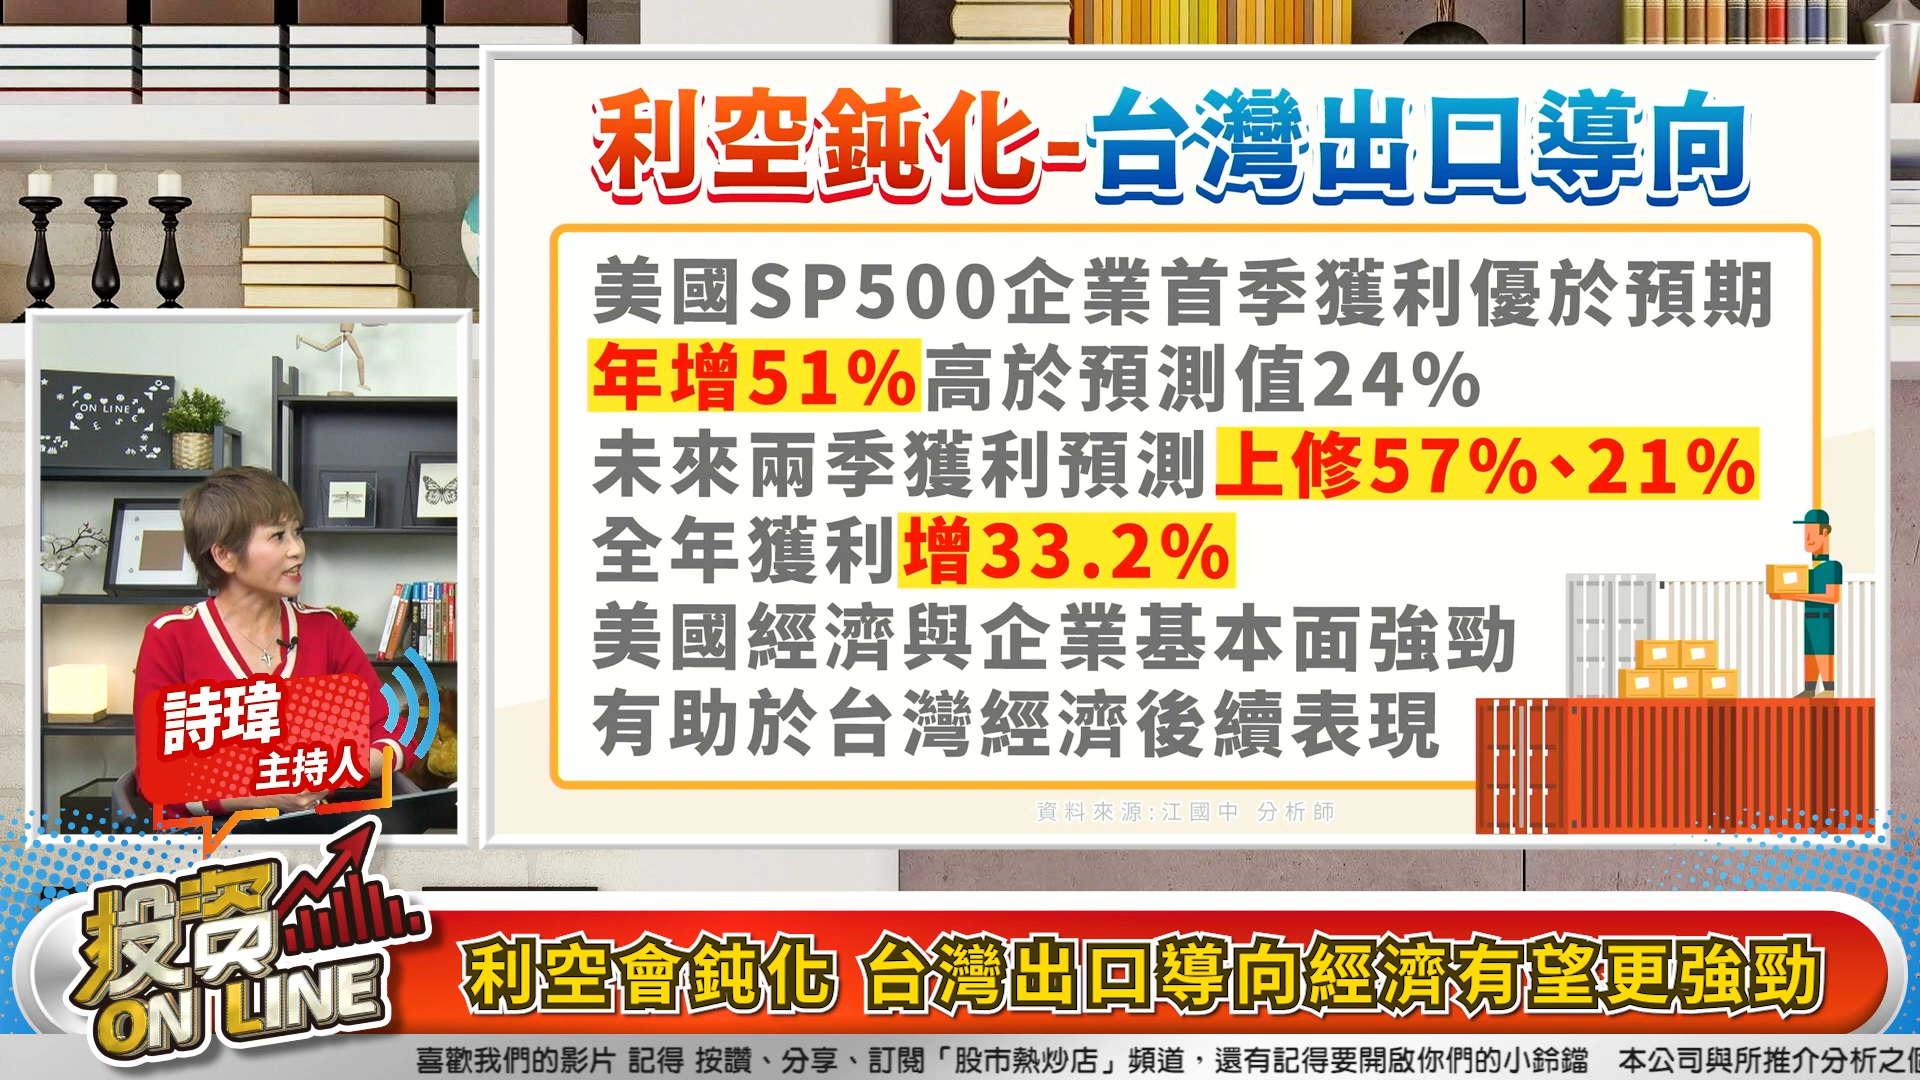 利空鈍化-台灣出口導向
美國SP500企業首季獲利優於預期
年增51%高於預測值24%
未來兩季獲利預測上修57%、21%
全年獲利增33.2%
美國經濟與企業基本面強勁
有助於台灣經濟後續表現
資料來源:江國中 分析師
ON LINE
詩瑋
主持人
投資
ON LINE
利空會鈍化 台灣出口導向經濟有望更強勁
喜歡我們的影片 記得 按讚、分享、訂閱「股市熱炒店」頻道，還有記得要開啟你們的小鈴鐺 本公司與所推介分析之個